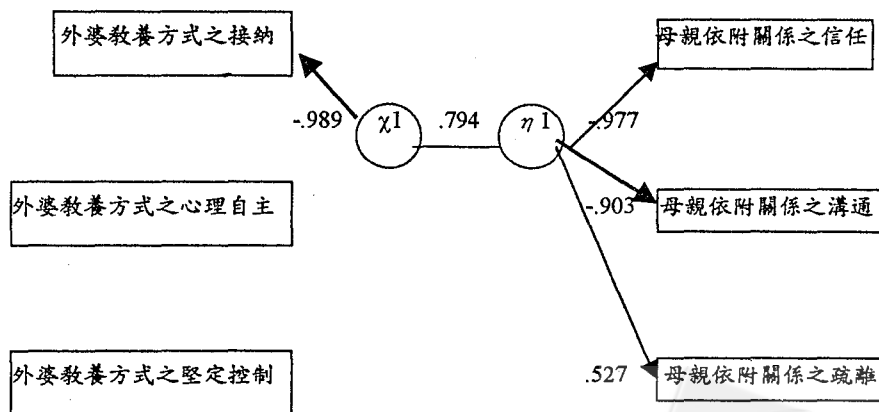 外婆教養方式之接納
母親依附關係之信任
-.989
χ1
.794
η 1
-.977
外婆教養方式之心理自主
-.903
母親依附關係之溝通
外婆教養方式之堅定控制
.527
母親依附關係之疏離